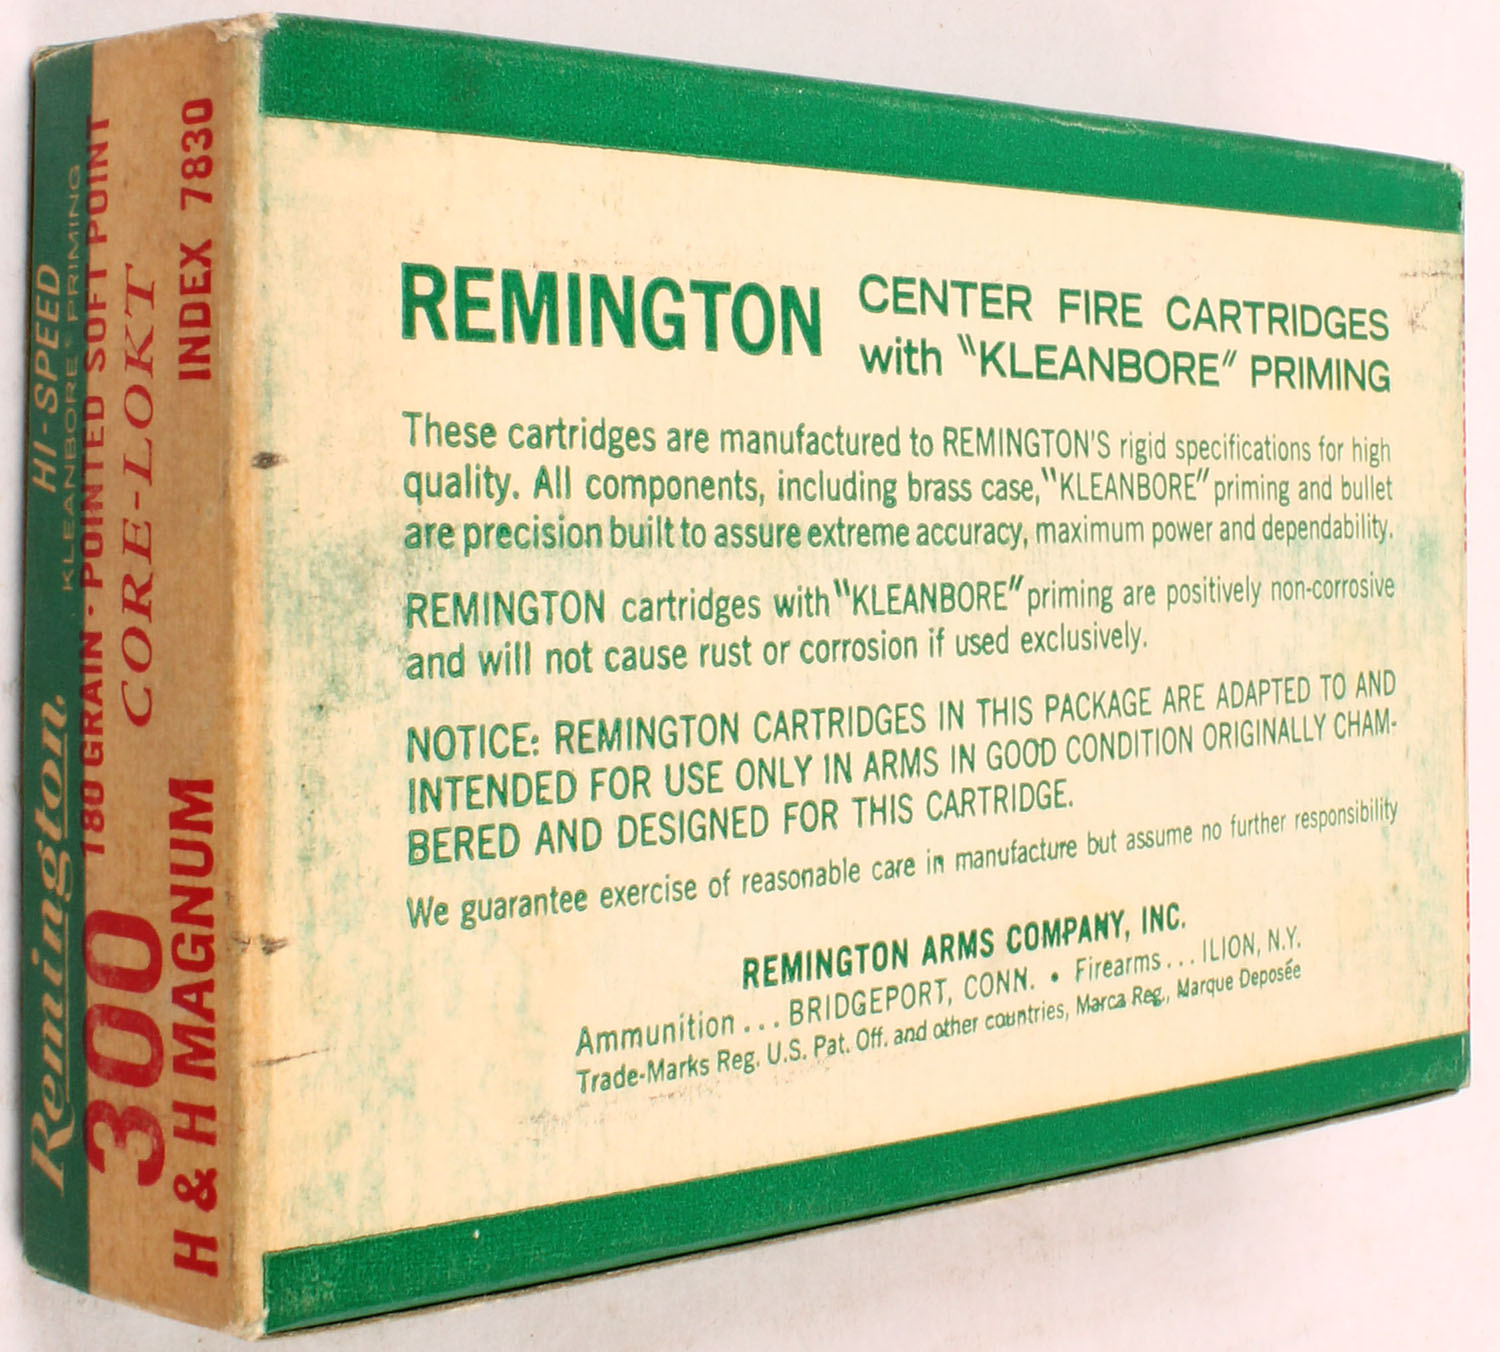 Remington
HI-SPEED
KLEANBORE PRIMING
300
180 GRAIN · POINTED SOFT POINT
CORE-LOKT
H & H MAGNUM
INDEX 7830
REMINGTON
CENTER FIRE CARTRIDGES
with "KLEANBORE" PRIMING
These cartridges are manufactured to REMINGTON'S rigid specifications for high
quality. All components, including brass case, "KLEANBORE" priming and bullet
are precision built to assure extreme accuracy, maximum power and dependability.
REMINGTON cartridges with "KLEANBORE" priming are positively non-corrosive
and will not cause rust or corrosion if used exclusively.
NOTICE: REMINGTON CARTRIDGES IN THIS PACKAGE ARE ADAPTED TO AND
INTENDED FOR USE ONLY IN ARMS IN GOOD CONDITION ORIGINALLY CHAM-
BERED AND DESIGNED FOR THIS CARTRIDGE.
We guarantee exercise of reasonable care in manufacture but assume no further responsibility
REMINGTON ARMS COMPANY, INC.
Ammunition . . . BRIDGEPORT, CONN. • Firearms . . . ILION, N.Y.
Trade-Marks Reg. U.S. Pat. Off. and other countries, Marca Reg., Marque Deposée